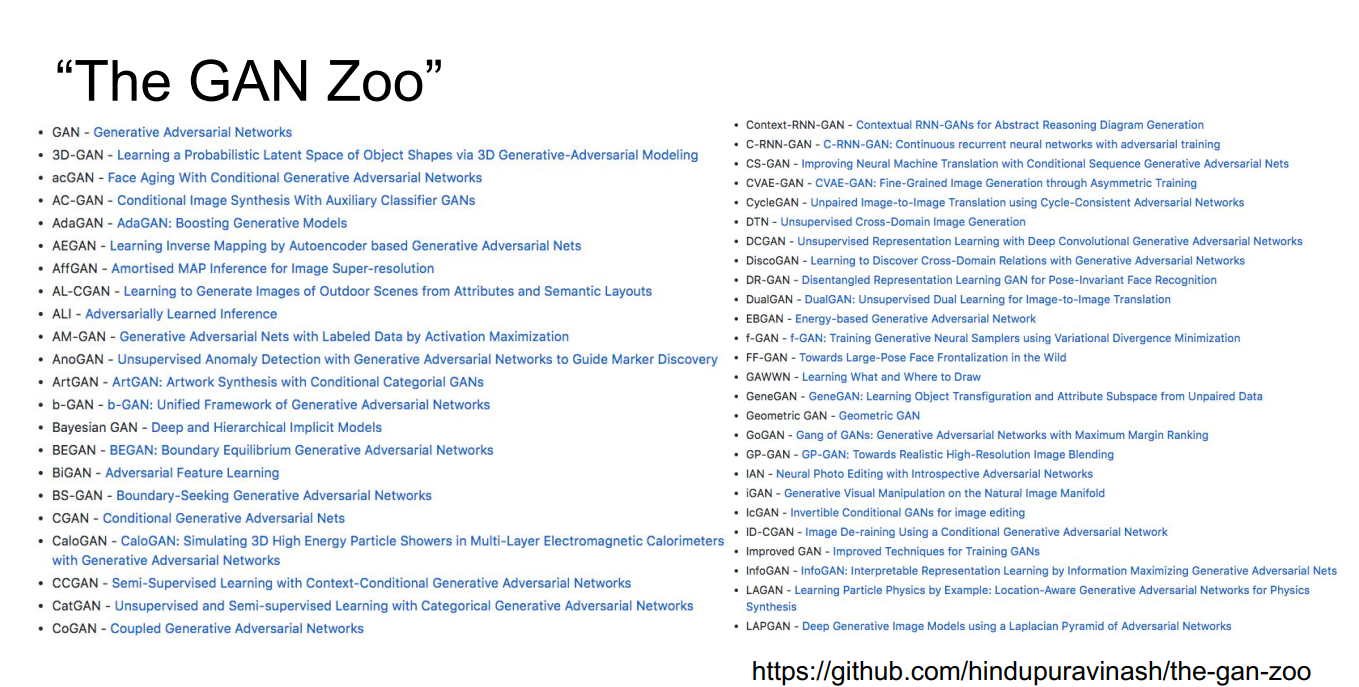 “The GAN Zoo”
• GAN - Generative Adversarial Networks
• 3D-GAN - Learning a Probabilistic Latent Space of Object Shapes via 3D Generative-Adversarial Modeling
• acGAN - Face Aging With Conditional Generative Adversarial Networks
• AC-GAN - Conditional Image Synthesis With Auxiliary Classifier GANs
• AdaGAN - AdaGAN: Boosting Generative Models
• AEGAN - Learning Inverse Mapping by Autoencoder based Generative Adversarial Nets
• AffGAN - Amortised MAP Inference for Image Super-resolution
• AL-CGAN - Learning to Generate Images of Outdoor Scenes from Attributes and Semantic Layouts
• ALI - Adversarially Learned Inference
• AM-GAN - Generative Adversarial Nets with Labeled Data by Activation Maximization
• AnoGAN - Unsupervised Anomaly Detection with Generative Adversarial Networks to Guide Marker Discovery
• ArtGAN - ArtGAN: Artwork Synthesis with Conditional Categorial GANs
• b-GAN - b-GAN: Unified Framework of Generative Adversarial Networks
• Bayesian GAN - Deep and Hierarchical Implicit Models
• BEGAN - BEGAN: Boundary Equilibrium Generative Adversarial Networks
• BiGAN - Adversarial Feature Learning
• BS-GAN - Boundary-Seeking Generative Adversarial Networks
• CGAN - Conditional Generative Adversarial Nets
• CaloGAN - CaloGAN: Simulating 3D High Energy Particle Showers in Multi-Layer Electromagnetic Calorimeters
with Generative Adversarial Networks
• CCGAN - Semi-Supervised Learning with Context-Conditional Generative Adversarial Networks
• CatGAN - Unsupervised and Semi-supervised Learning with Categorical Generative Adversarial Networks
• CoGAN - Coupled Generative Adversarial Networks
• Context-RNN-GAN - Contextual RNN-GANs for Abstract Reasoning Diagram Generation
• C-RNN-GAN - C-RNN-GAN: Continuous recurrent neural networks with adversarial training
• CS-GAN - Improving Neural Machine Translation with Conditional Sequence Generative Adversarial Nets
• CVAE-GAN - CVAE-GAN: Fine-Grained Image Generation through Asymmetric Training
• CycleGAN - Unpaired Image-to-Image Translation using Cycle-Consistent Adversarial Networks
• DTN - Unsupervised Cross-Domain Image Generation
• DCGAN - Unsupervised Representation Learning with Deep Convolutional Generative Adversarial Networks
• DiscoGAN - Learning to Discover Cross-Domain Relations with Generative Adversarial Networks
• DR-GAN - Disentangled Representation Learning GAN for Pose-Invariant Face Recognition
• DualGAN - DualGAN: Unsupervised Dual Learning for Image-to-Image Translation
• EBGAN - Energy-based Generative Adversarial Network
• f-GAN - f-GAN: Training Generative Neural Samplers using Variational Divergence Minimization
• FF-GAN - Towards Large-Pose Face Frontalization in the Wild
• GAWWN - Learning What and Where to Draw
• GeneGAN - GeneGAN: Learning Object Transfiguration and Attribute Subspace from Unpaired Data
• Geometric GAN - Geometric GAN
• GoGAN - Gang of GANs: Generative Adversarial Networks with Maximum Margin Ranking
• GP-GAN - GP-GAN: Towards Realistic High-Resolution Image Blending
• IAN - Neural Photo Editing with Introspective Adversarial Networks
• iGAN - Generative Visual Manipulation on the Natural Image Manifold
• IcGAN - Invertible Conditional GANs for image editing
• ID-CGAN - Image De-raining Using a Conditional Generative Adversarial Network
• Improved GAN - Improved Techniques for Training GANs
• InfoGAN - InfoGAN: Interpretable Representation Learning by Information Maximizing Generative Adversarial Nets
• LAGAN - Learning Particle Physics by Example: Location-Aware Generative Adversarial Networks for Physics
Synthesis
• LAPGAN - Deep Generative Image Models using a Laplacian Pyramid of Adversarial Networks
https://github.com/hindupuravinash/the-gan-zoo